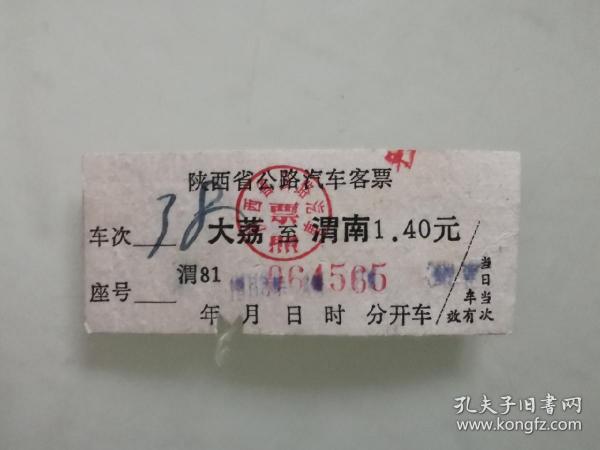 陕西省公路汽车客票
车次 38 大荔至渭南1.40元
渭81 064565
座号
年 月 日 时 分开车
当日当次车有效
孔夫子旧书网
www.kongfz.com